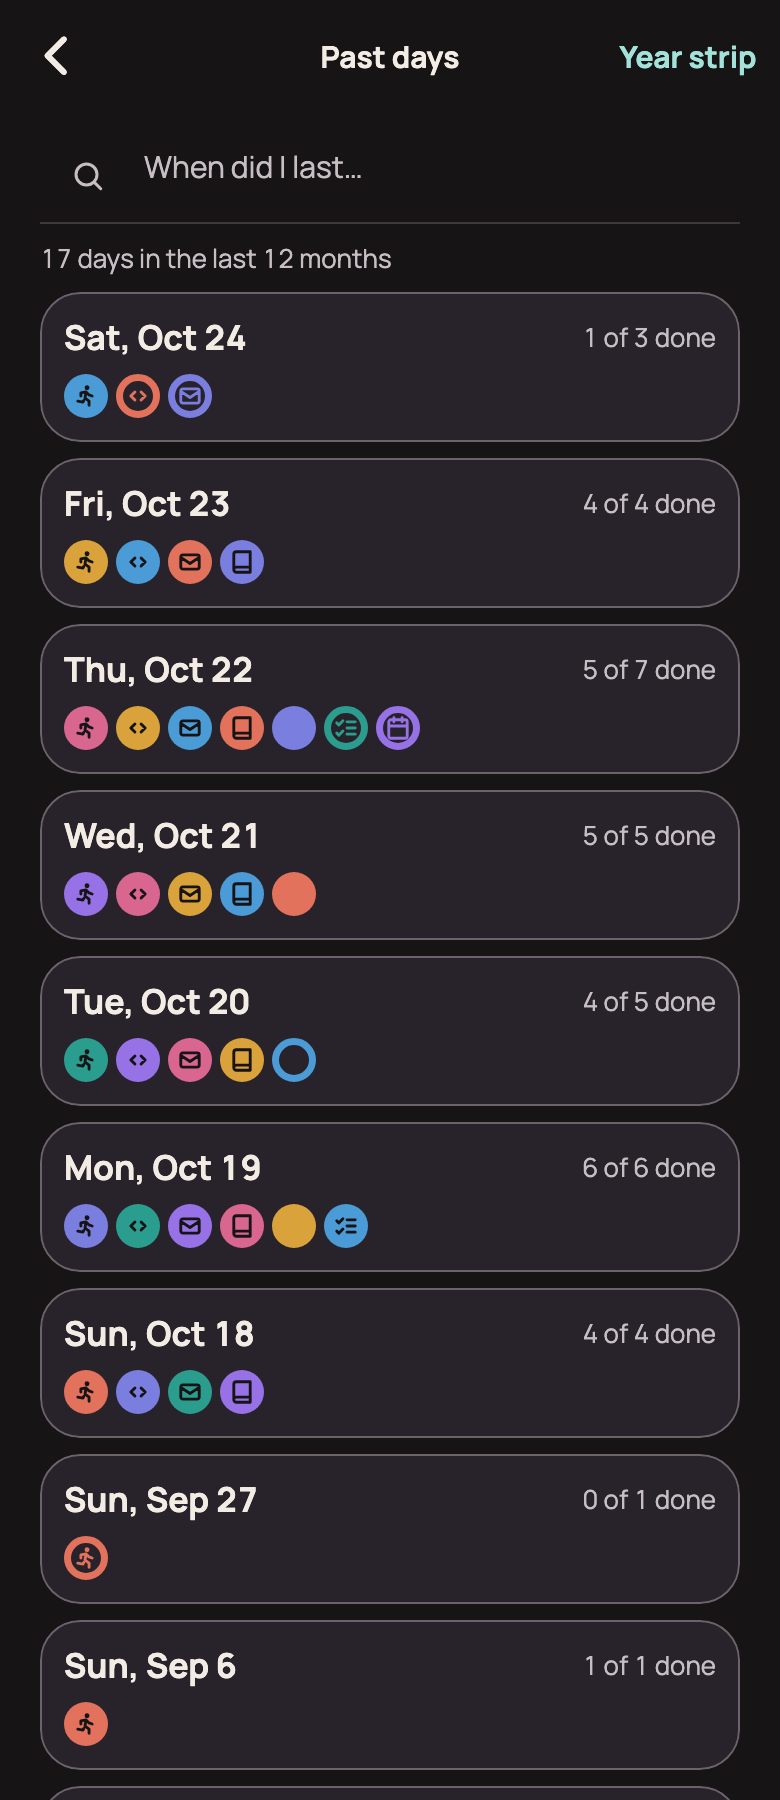 Past days
Year strip
When did I last...
17 days in the last 12 months
Sat, Oct 24
1 of 3 done
Fri, Oct 23
4 of 4 done
Thu, Oct 22
5 of 7 done
Wed, Oct 21
5 of 5 done
Tue, Oct 20
4 of 5 done
Mon, Oct 19
6 of 6 done
Sun, Oct 18
4 of 4 done
Sun, Sep 27
0 of 1 done
Sun, Sep 6
1 of 1 done